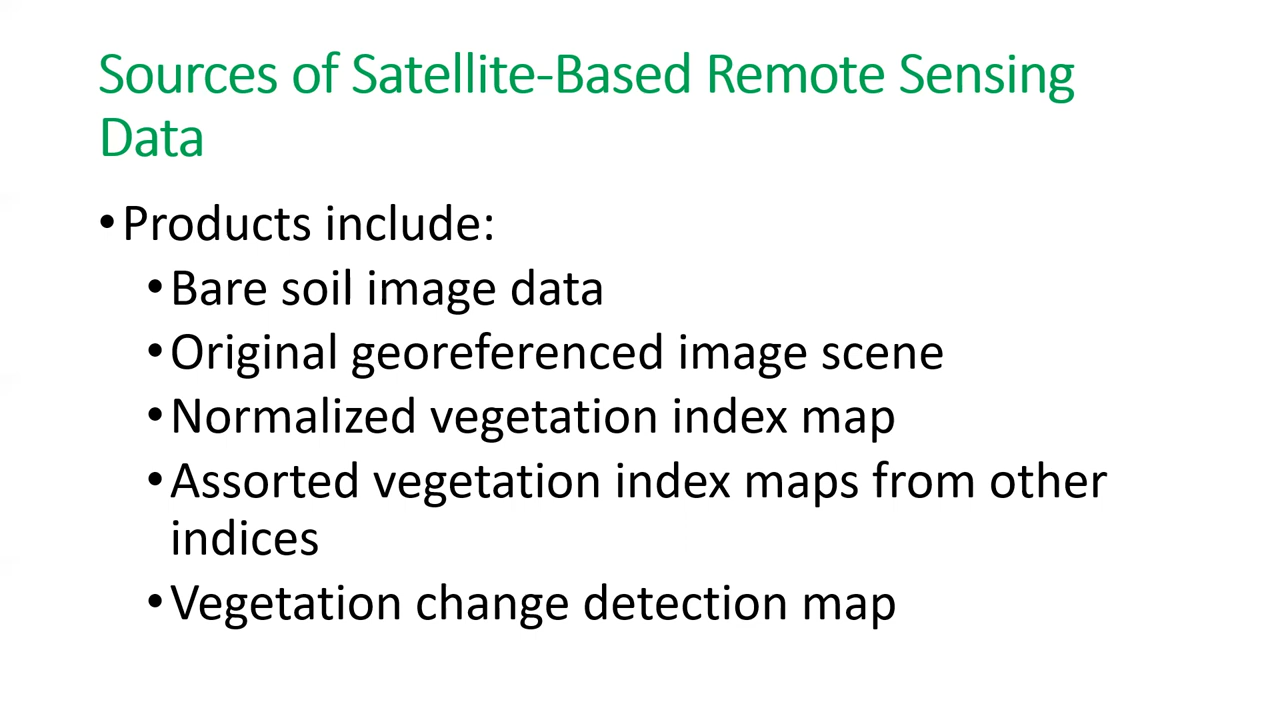 Sources of Satellite-Based Remote Sensing
Data
•Products include:
•Bare soil image data
•Original georeferenced image scene
•Normalized vegetation index map
•Assorted vegetation index maps from other
indices
•Vegetation change detection map